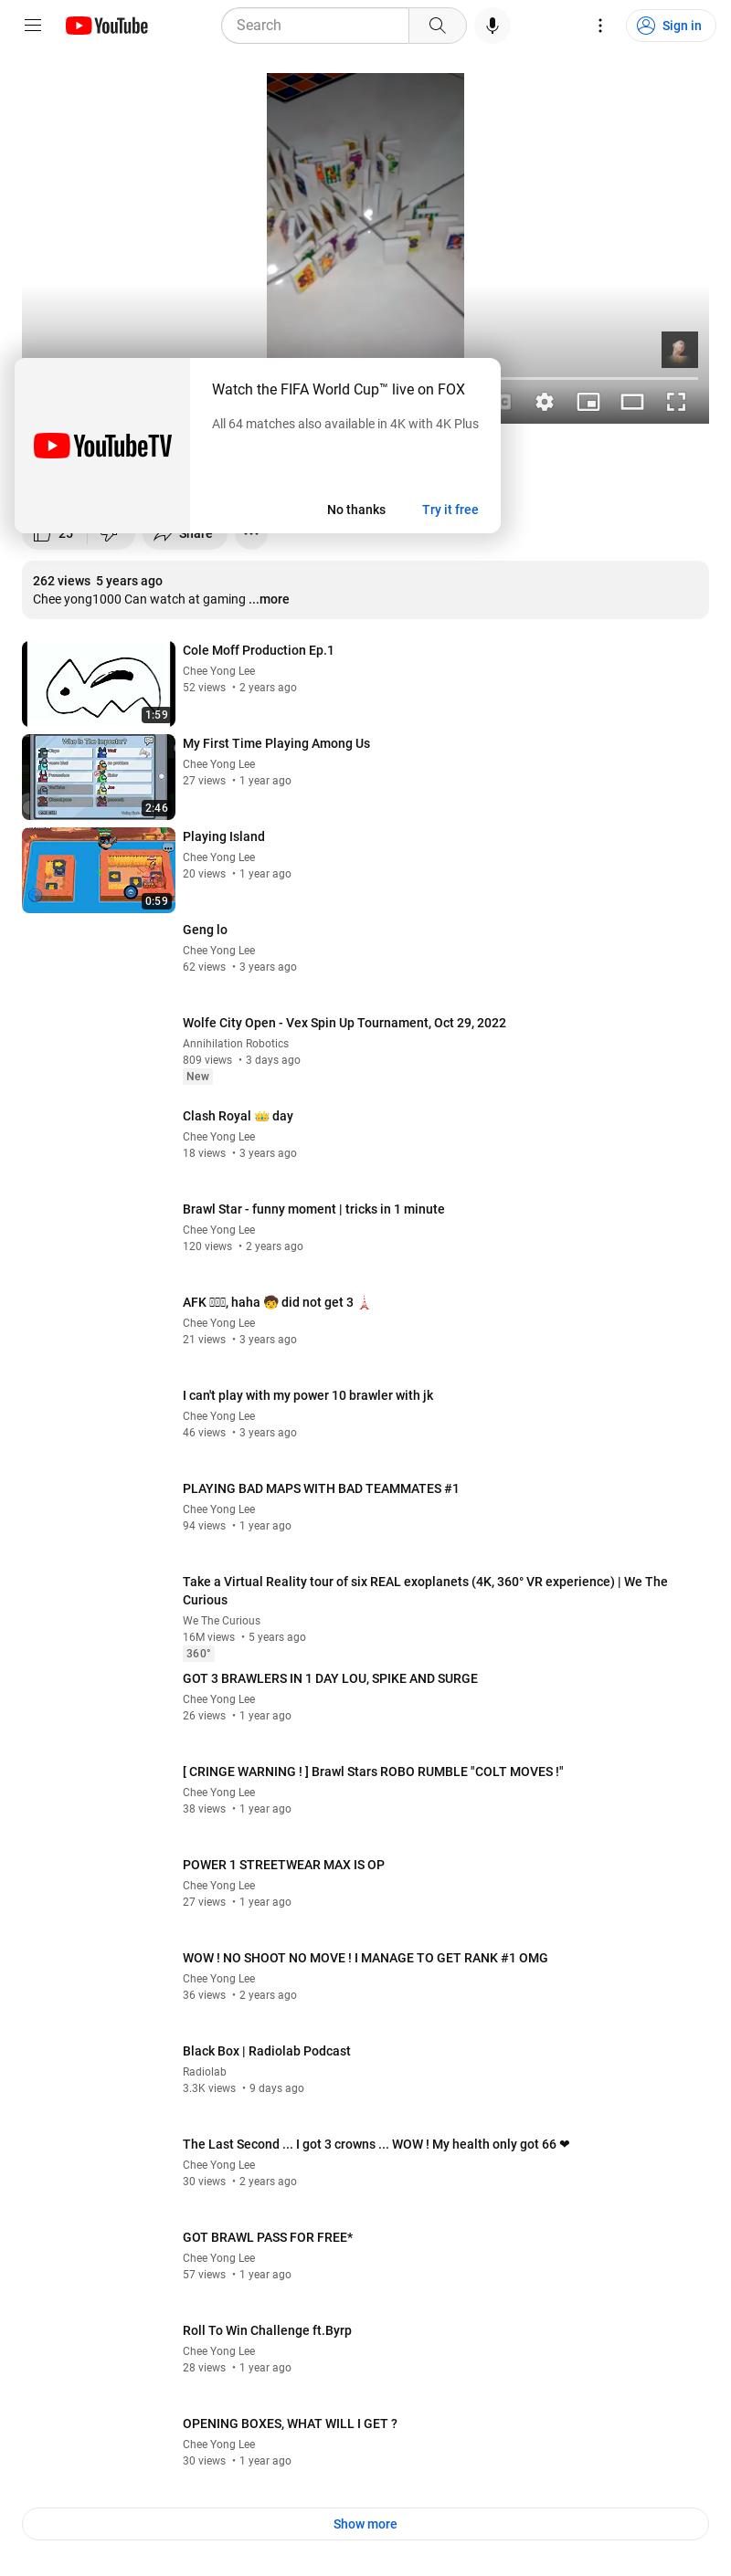 YouTube
Search
Sign in
Watch the FIFA World Cup™ live on FOX
All 64 matches also available in 4K with 4K Plus
YouTubeTV
No thanks
Try it free
25
Share
262 views 5 years ago
Chee yong1000 Can watch at gaming ...more
Cole Moff Production Ep.1
Chee Yong Lee
52 views • 2 years ago
1:59
My First Time Playing Among Us
Chee Yong Lee
27 views • 1 year ago
Who Is The Impostor?
2:46
Playing Island
Chee Yong Lee
20 views • 1 year ago
0:59
Geng lo
Chee Yong Lee
62 views • 3 years ago
Wolfe City Open - Vex Spin Up Tournament, Oct 29, 2022
Annihilation Robotics
809 views • 3 days ago
New
Clash Royal 👑 day
Chee Yong Lee
18 views • 3 years ago
Brawl Star - funny moment | tricks in 1 minute
Chee Yong Lee
120 views • 2 years ago
AFK , haha 🧒 did not get 3 🗼
Chee Yong Lee
21 views • 3 years ago
I can't play with my power 10 brawler with jk
Chee Yong Lee
46 views • 3 years ago
PLAYING BAD MAPS WITH BAD TEAMMATES #1
Chee Yong Lee
94 views • 1 year ago
Take a Virtual Reality tour of six REAL exoplanets (4K, 360° VR experience) | We The
Curious
We The Curious
16M views • 5 years ago
360°
GOT 3 BRAWLERS IN 1 DAY LOU, SPIKE AND SURGE
Chee Yong Lee
26 views • 1 year ago
[ CRINGE WARNING ! ] Brawl Stars ROBO RUMBLE "COLT MOVES !"
Chee Yong Lee
38 views • 1 year ago
POWER 1 STREETWEAR MAX IS OP
Chee Yong Lee
27 views • 1 year ago
WOW ! NO SHOOT NO MOVE ! I MANAGE TO GET RANK #1 OMG
Chee Yong Lee
36 views • 2 years ago
Black Box | Radiolab Podcast
Radiolab
3.3K views • 9 days ago
The Last Second ... I got 3 crowns ... WOW ! My health only got 66 ❤
Chee Yong Lee
30 views • 2 years ago
GOT BRAWL PASS FOR FREE*
Chee Yong Lee
57 views • 1 year ago
Roll To Win Challenge ft.Byrp
Chee Yong Lee
28 views • 1 year ago
OPENING BOXES, WHAT WILL I GET ?
Chee Yong Lee
30 views • 1 year ago
Show more